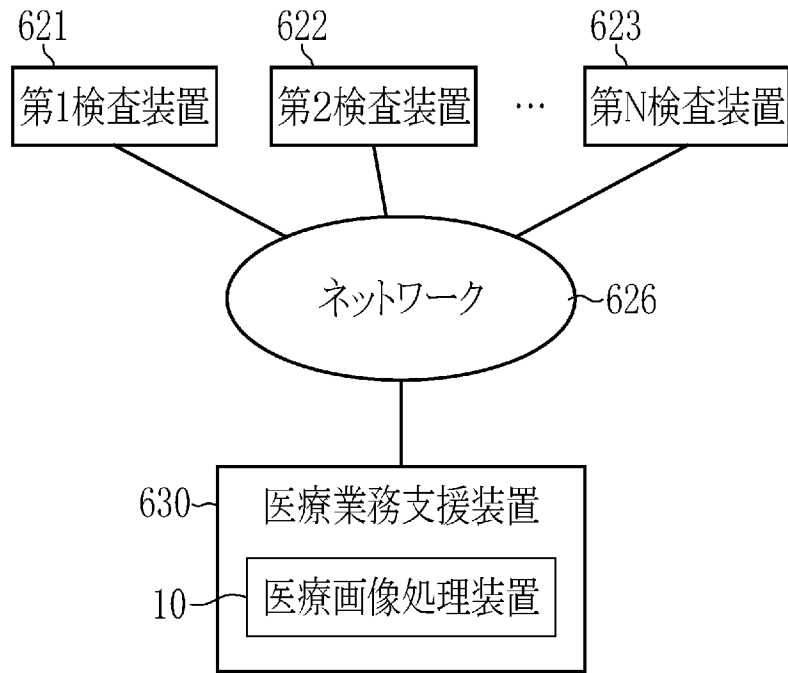 621
622
623
第1検査装置
第2検査装置
…
第N検査装置
ネットワーク
626
630
医療業務支援装置
10
医療画像処理装置